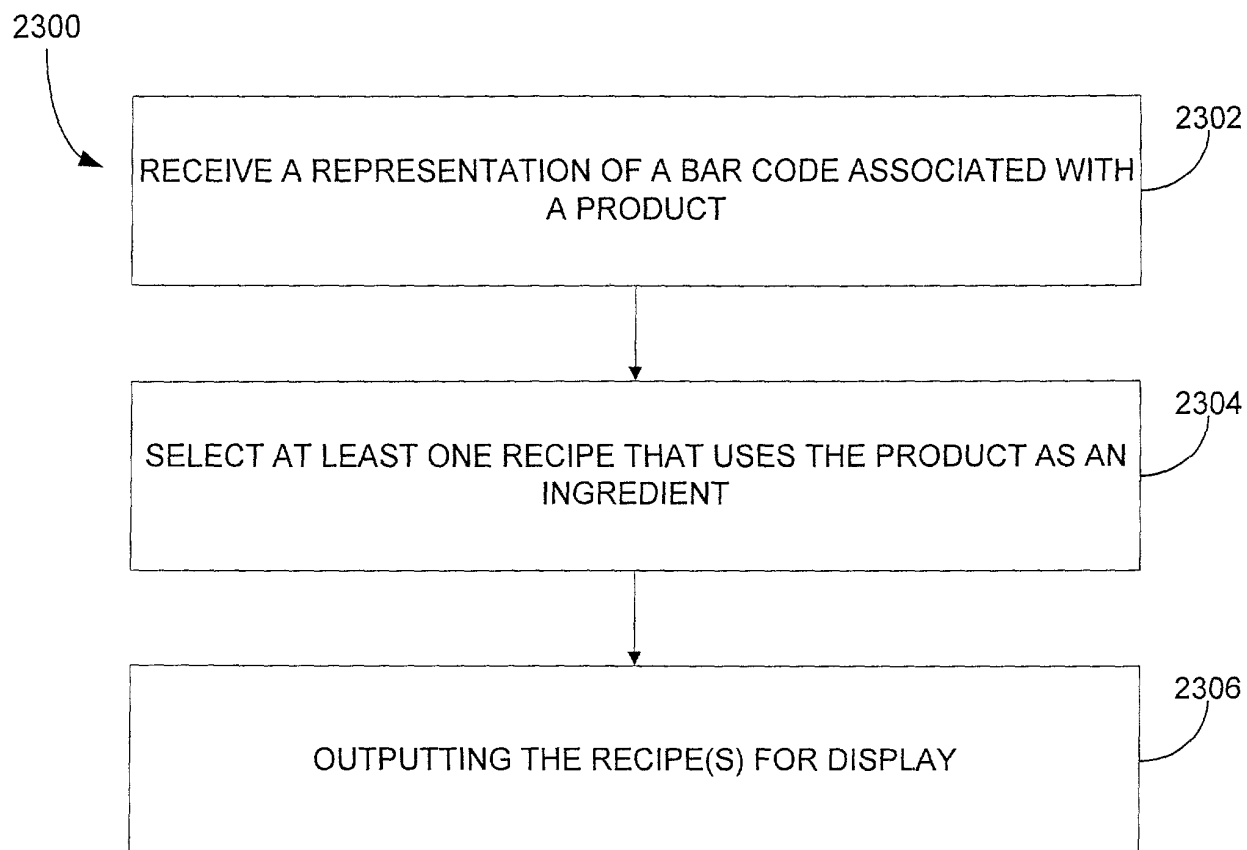 2300
2302
RECEIVE A REPRESENTATION OF A BAR CODE ASSOCIATED WITH
A PRODUCT
2304
SELECT AT LEAST ONE RECIPE THAT USES THE PRODUCT AS AN
INGREDIENT
2306
OUTPUTTING THE RECIPE(S) FOR DISPLAY